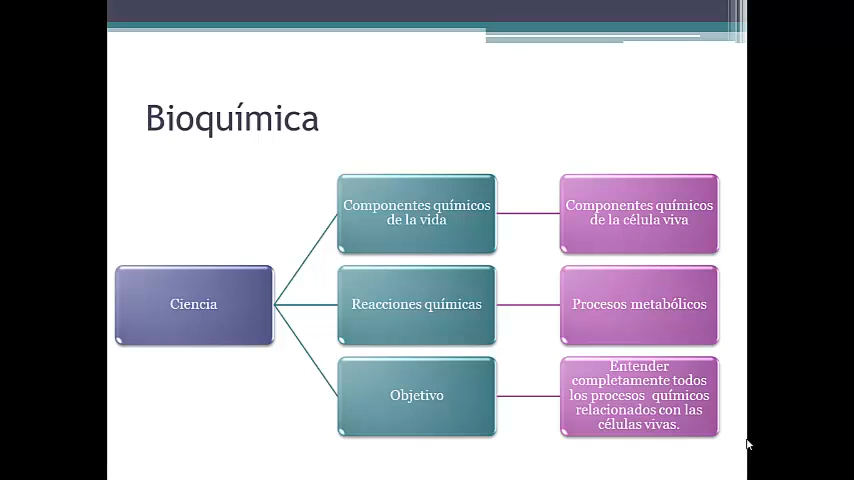 Bioquímica
Ciencia
Componentes químicos
de la vida
Componentes químicos
de la célula viva
Reacciones químicas
Procesos metabólicos
Objetivo
Entender
completamente todos
los procesos químicos
relacionados con las
células vivas.